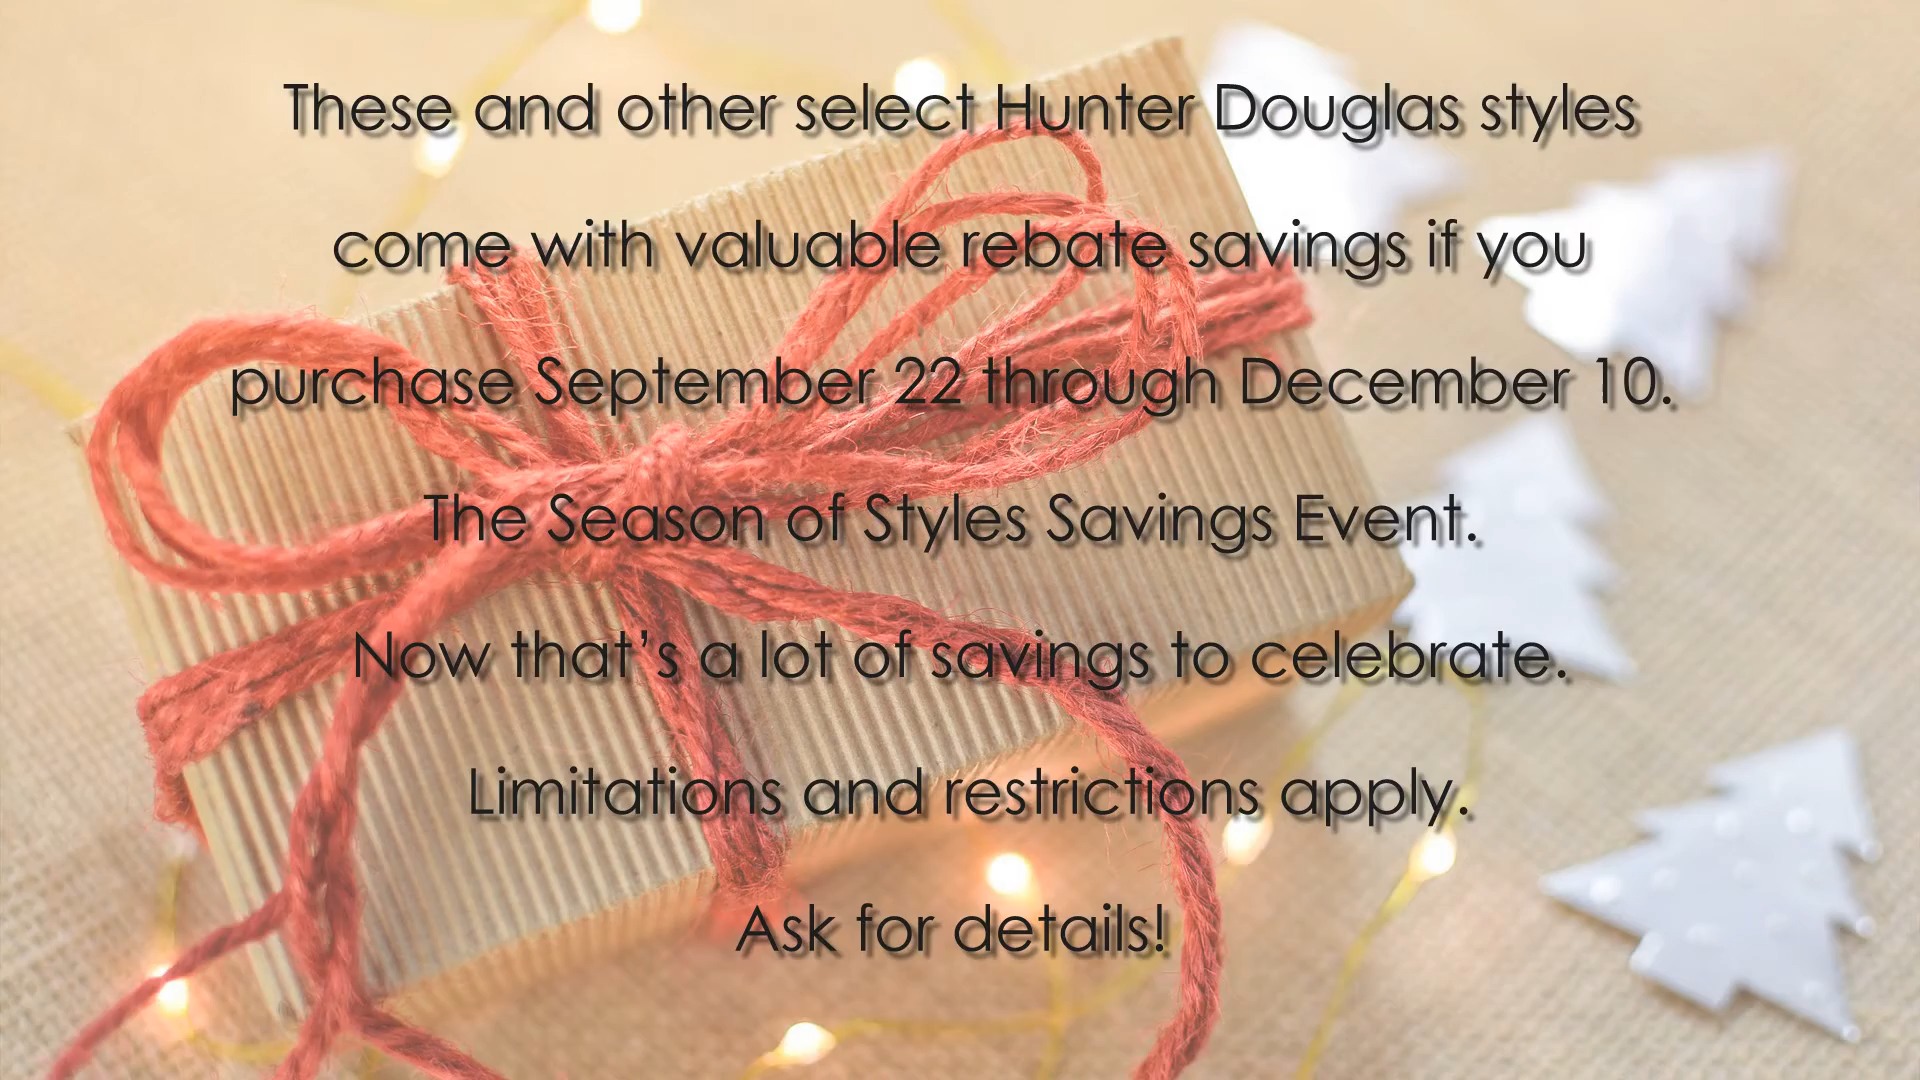 These and other select Hunter Douglas styles
come with valuable rebate savings if you
purchase September 22 through December 10.
The Season of Styles Savings Event.
Now that’s a lot of savings to celebrate.
Limitations and restrictions apply.
Ask for details!